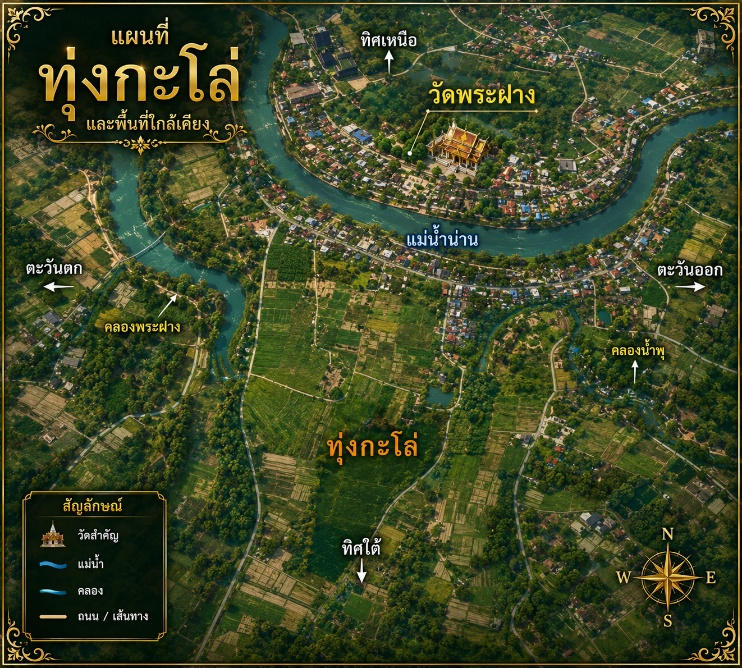 แผนที่
ทุ่งกะโล่
และพื้นที่ใกล้เคียง
ทิศเหนือ
วัดพระฝาง
แม่น้ำน่าน
ตะวันตก
ตะวันออก
คลองพระฝาง
คลองน้ำพุ
ทุ่งกะโล่
ทิศใต้
สัญลักษณ์
วัดสำคัญ
แม่น้ำ
คลอง
ถนน / เส้นทาง
N
W E
S